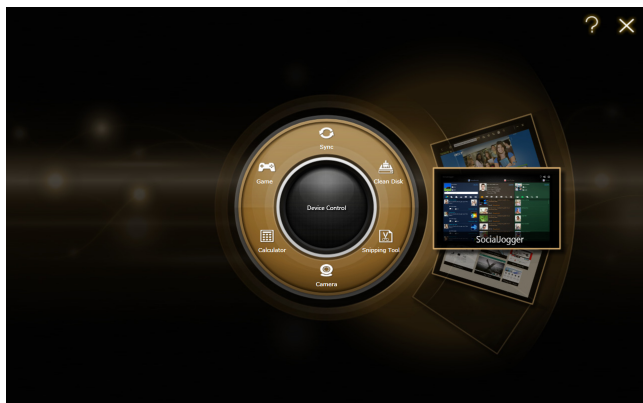 ?
Sync
Game
Clean Disk
Device Control
Calculator
Snipping Tool
Camera
SocialJogger